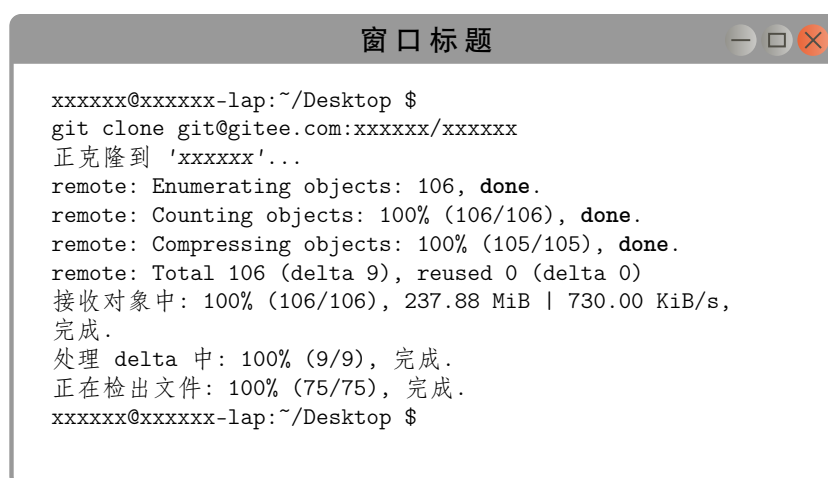 窗口标题
xxxxxx@xxxxxx-lap:~/Desktop $
git clone git@gitee.com:xxxxxx/xxxxxx
正克隆到 'xxxxxx'...
remote: Enumerating objects: 106, done.
remote: Counting objects: 100% (106/106), done.
remote: Compressing objects: 100% (105/105), done.
remote: Total 106 (delta 9), reused 0 (delta 0)
接收对象中: 100% (106/106), 237.88 MiB | 730.00 KiB/s,
完成.
处理 delta 中: 100% (9/9), 完成.
正在检出文件: 100% (75/75), 完成.
xxxxxx@xxxxxx-lap:~/Desktop $